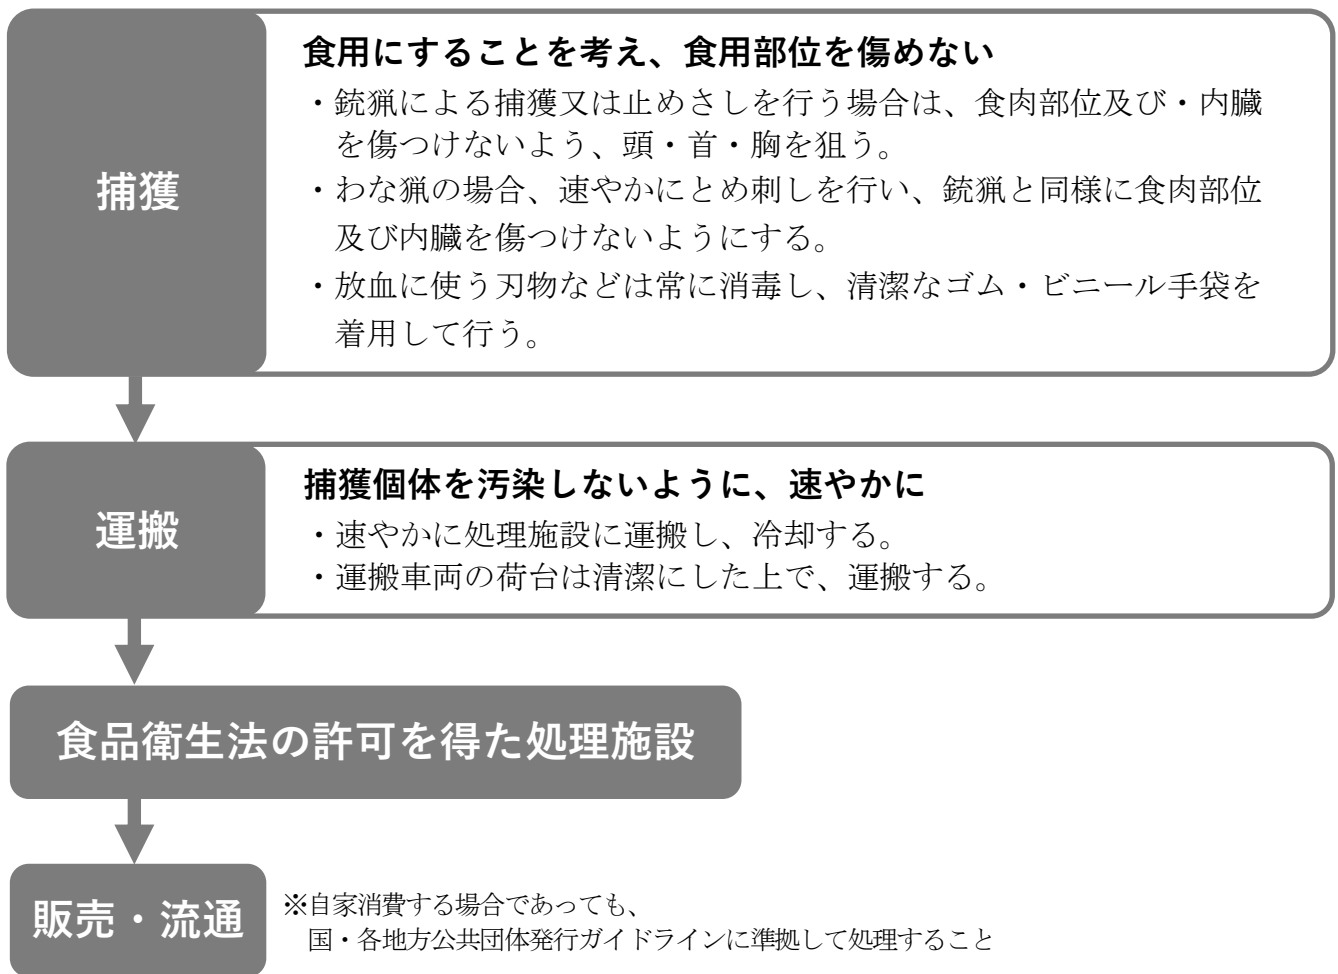 捕獲
食用にすることを考え、食用部位を傷めない
・銃猟による捕獲又は止めさしを行う場合は、食肉部位及び・内臓
を傷つけないよう、頭・首・胸を狙う。
・わな猟の場合、速やかにとめ刺しを行い、銃猟と同様に食肉部位
及び内臓を傷つけないようにする。
・放血に使う刃物などは常に消毒し、清潔なゴム・ビニール手袋を
着用して行う。
運搬
捕獲個体を汚染しないように、速やかに
・速やかに処理施設に運搬し、冷却する。
・運搬車両の荷台は清潔にした上で、運搬する。
食品衛生法の許可を得た処理施設
販売・流通
※自家消費する場合であっても、
国・各地方公共団体発行ガイドラインに準拠して処理すること